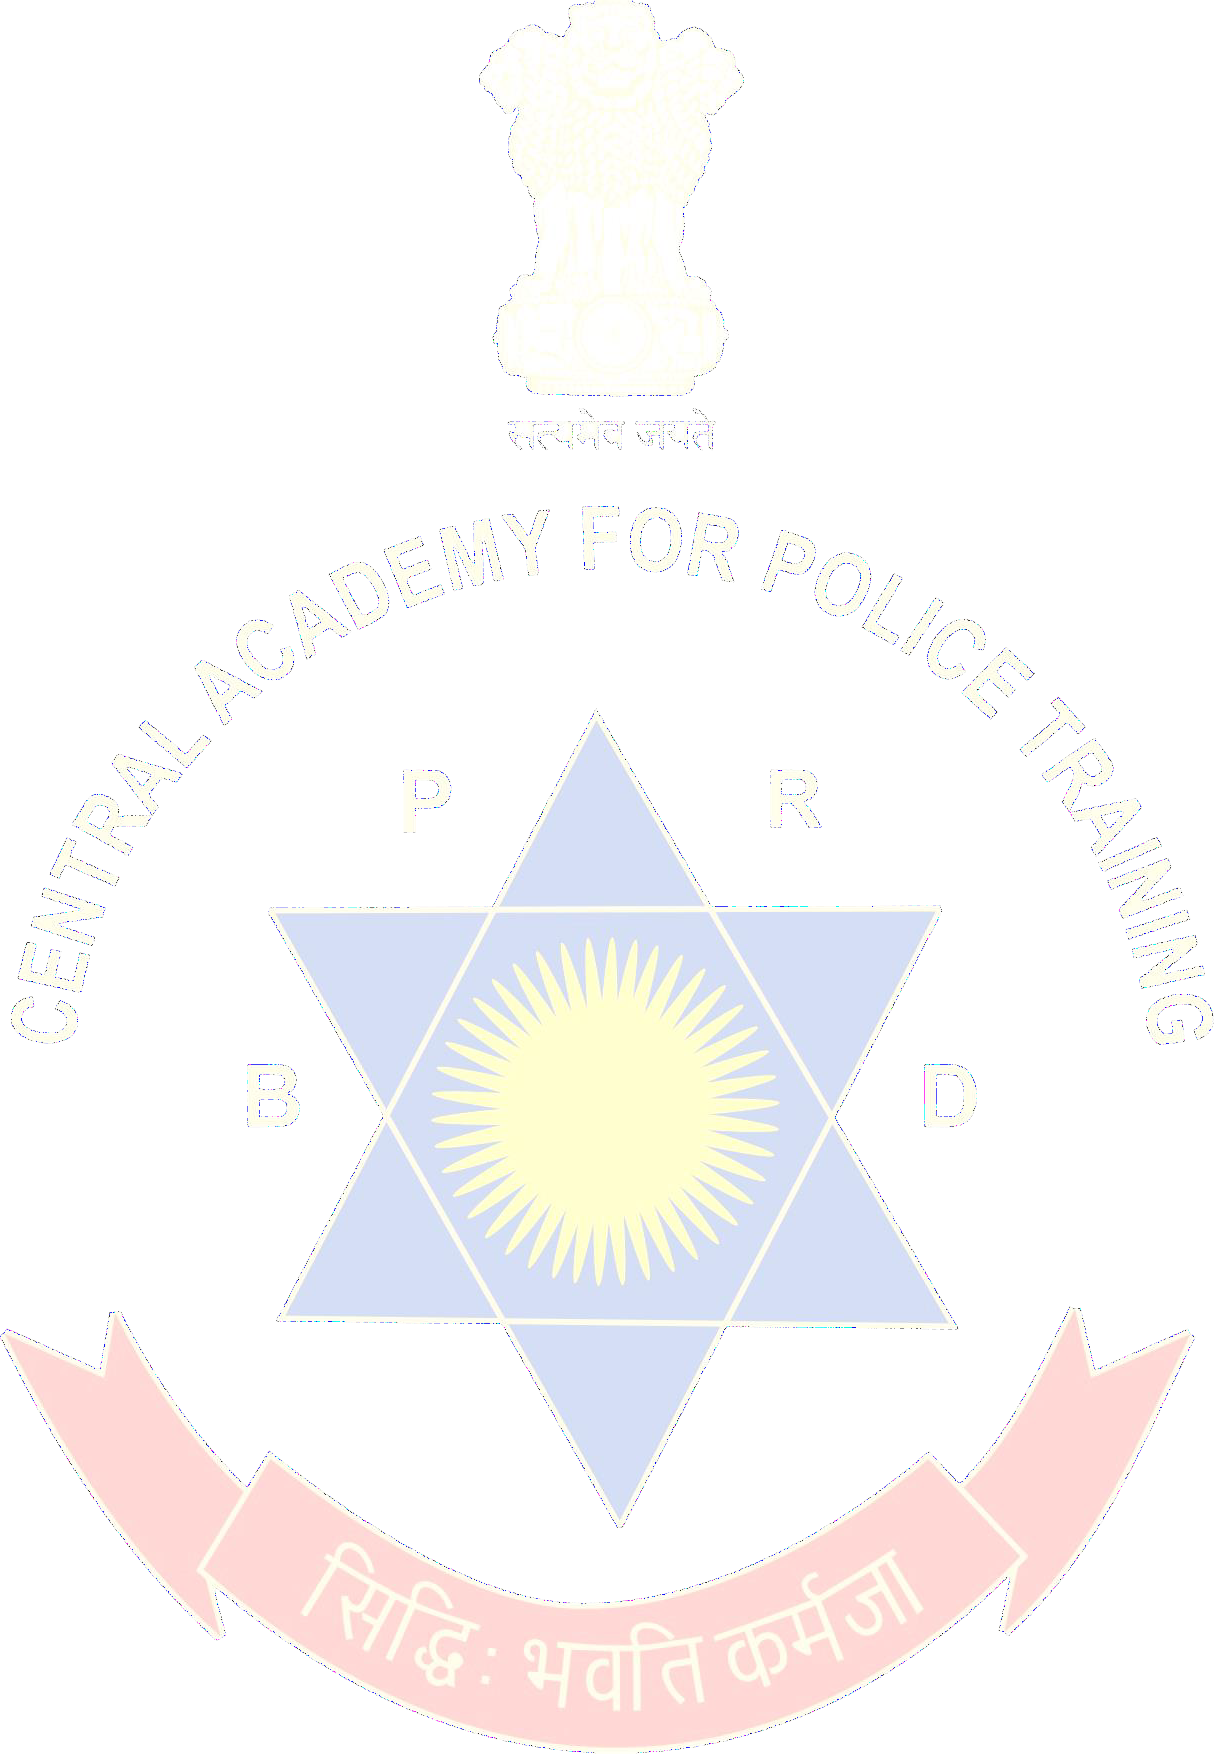 सत्यमेव जयते
CENTRAL ACADEMY FOR POLICE TRAINING
P R
B D
सिद्धि: भवति कर्मजा